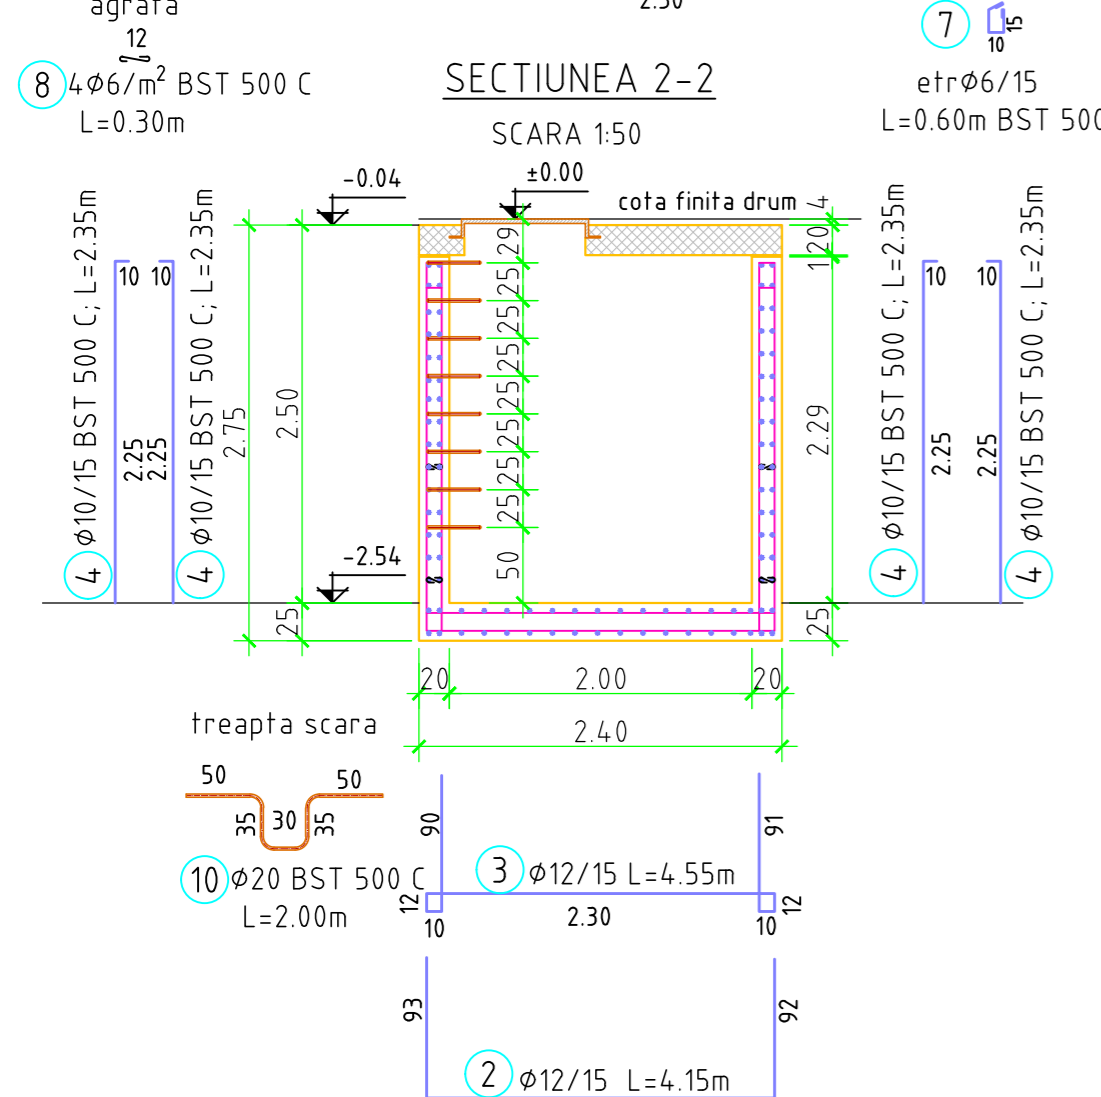 agrafa
12
8 4Φ6/m² BST 500 C
L=0.30m
2.50
SECTIUNEA 2-2
SCARA 1:50
7
15
10
etrΦ6/15
L=0.60m BST 500
-0.04
±0.00
cota finita drum
4
20
1
2.29
25
29
25
25
25
25
25
25
25
50
2.75
2.50
25
-2.54
10 10
2.25
2.25
4 Φ10/15 BST 500 C; L=2.35m
4 Φ10/15 BST 500 C; L=2.35m
10 10
2.25
2.25
4 Φ10/15 BST 500 C; L=2.35m
4 Φ10/15 BST 500 C; L=2.35m
20 2.00 20
2.40
treapta scara
50 50
35 30 35
10 Φ20 BST 500 C
L=2.00m
90 91
3 Φ12/15 L=4.55m
12 12
10 2.30 10
93 92
2 Φ12/15 L=4.15m